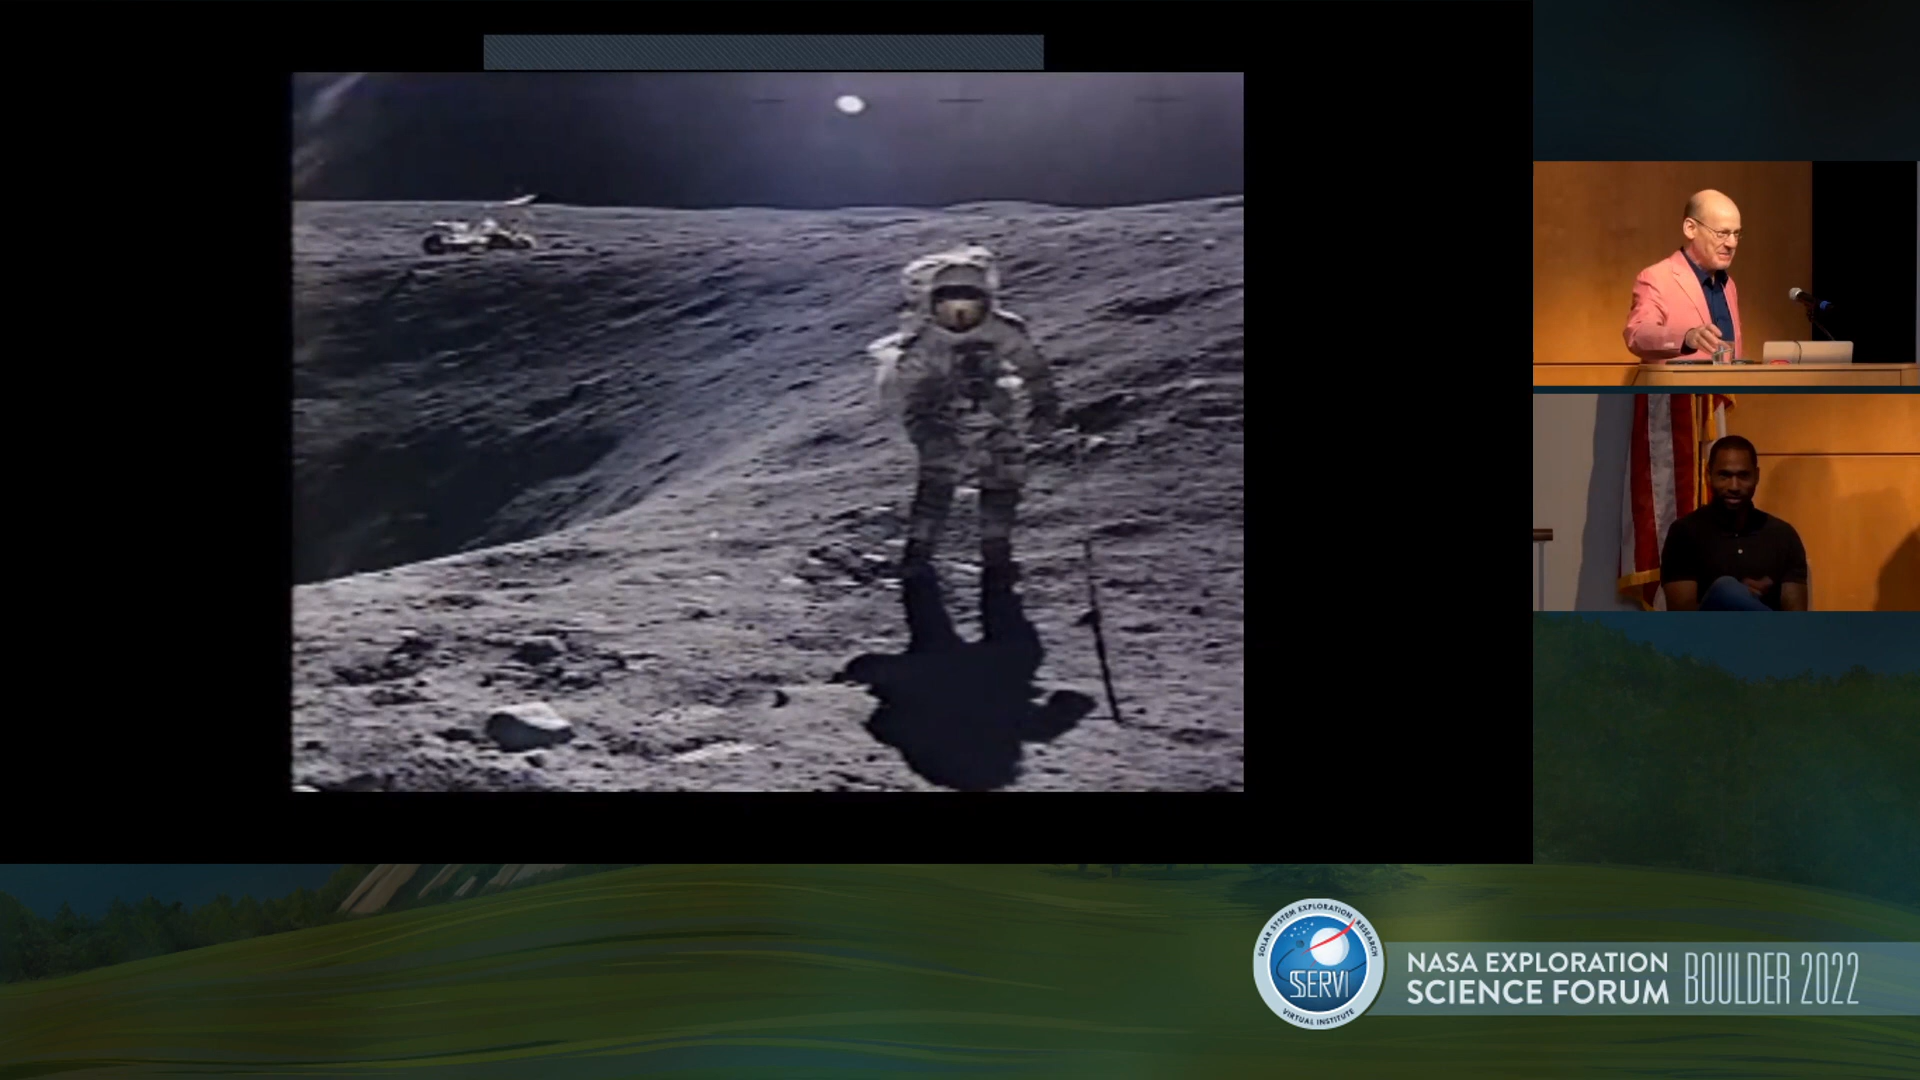 SOLAR SYSTEM EXPLORATION RESEARCH
SSERVI
VIRTUAL INSTITUTE
NASA EXPLORATION
SCIENCE FORUM
BOULDER 2022